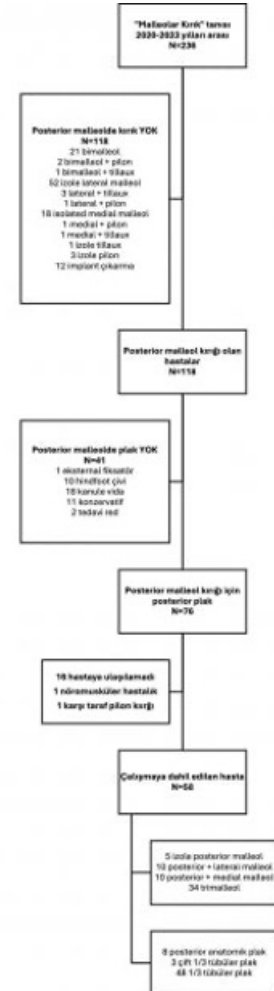 "Malleolar Kırık" tanısı
2020-2023 yılları arası
N=236
Posterior malleolde kırık YOK
N=118
21 bimalleol
2 bimalleol + pilon
1 bimalleol + tillaux
52 izole lateral malleol
3 lateral + tillaux
1 lateral + pilon
18 isolated medial malleol
1 medial + pilon
1 medial + tillaux
1 izole tillaux
3 izole pilon
12 implant çıkarma
Posterior malleol kırığı olan
hastalar
N=118
Posterior malleolde plak YOK
N=41
1 eksternal fiksatör
10 hindfoot çivi
18 kanule vida
11 konservatif
2 tedavi red
Posterior malleol kırığı için
posterior plak
N=76
16 hastaya ulaşılamadı
1 nöromusküler hastalık
1 karşı taraf pilon kırığı
Çalışmaya dahil edilen hasta
N=58
5 izole posterior malleol
10 posterior + lateral malleol
10 posterior + medial malleol
34 trimalleol
8 posterior anatomik plak
3 çift 1/3 tübüler plak
48 1/3 tübüler plak